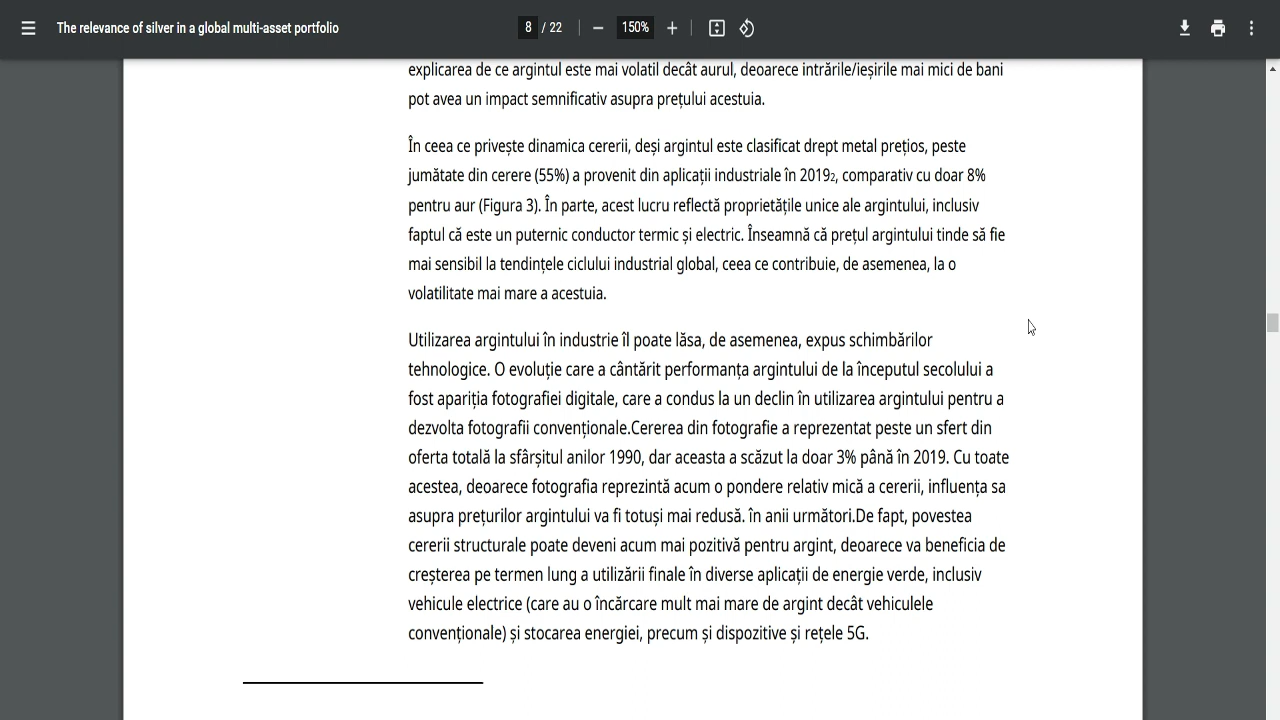 The relevance of silver in a global multi-asset portfolio
8 / 22
150%
explicarea de ce argintul este mai volatil decât aurul, deoarece intrările/ieșirile mai mici de bani
pot avea un impact semnificativ asupra prețului acestuia.
În ceea ce privește dinamica cererii, deși argintul este clasificat drept metal prețios, peste
jumătate din cerere (55%) a provenit din aplicații industriale în 2019₂, comparativ cu doar 8%
pentru aur (Figura 3). În parte, acest lucru reflectă proprietățile unice ale argintului, inclusiv
faptul că este un puternic conductor termic și electric. Înseamnă că prețul argintului tinde să fie
mai sensibil la tendințele ciclului industrial global, ceea ce contribuie, de asemenea, la o
volatilitate mai mare a acestuia.
Utilizarea argintului în industrie îl poate lăsa, de asemenea, expus schimbărilor
tehnologice. O evoluție care a cântărit performanța argintului de la începutul secolului a
fost apariția fotografiei digitale, care a condus la un declin în utilizarea argintului pentru a
dezvolta fotografii convenționale.Cererea din fotografie a reprezentat peste un sfert din
oferta totală la sfârșitul anilor 1990, dar aceasta a scăzut la doar 3% până în 2019. Cu toate
acestea, deoarece fotografia reprezintă acum o pondere relativ mică a cererii, influența sa
asupra prețurilor argintului va fi totuși mai redusă. în anii următori.De fapt, povestea
cererii structurale poate deveni acum mai pozitivă pentru argint, deoarece va beneficia de
creșterea pe termen lung a utilizării finale în diverse aplicații de energie verde, inclusiv
vehicule electrice (care au o încărcare mult mai mare de argint decât vehiculele
convenționale) și stocarea energiei, precum și dispozitive și rețele 5G.